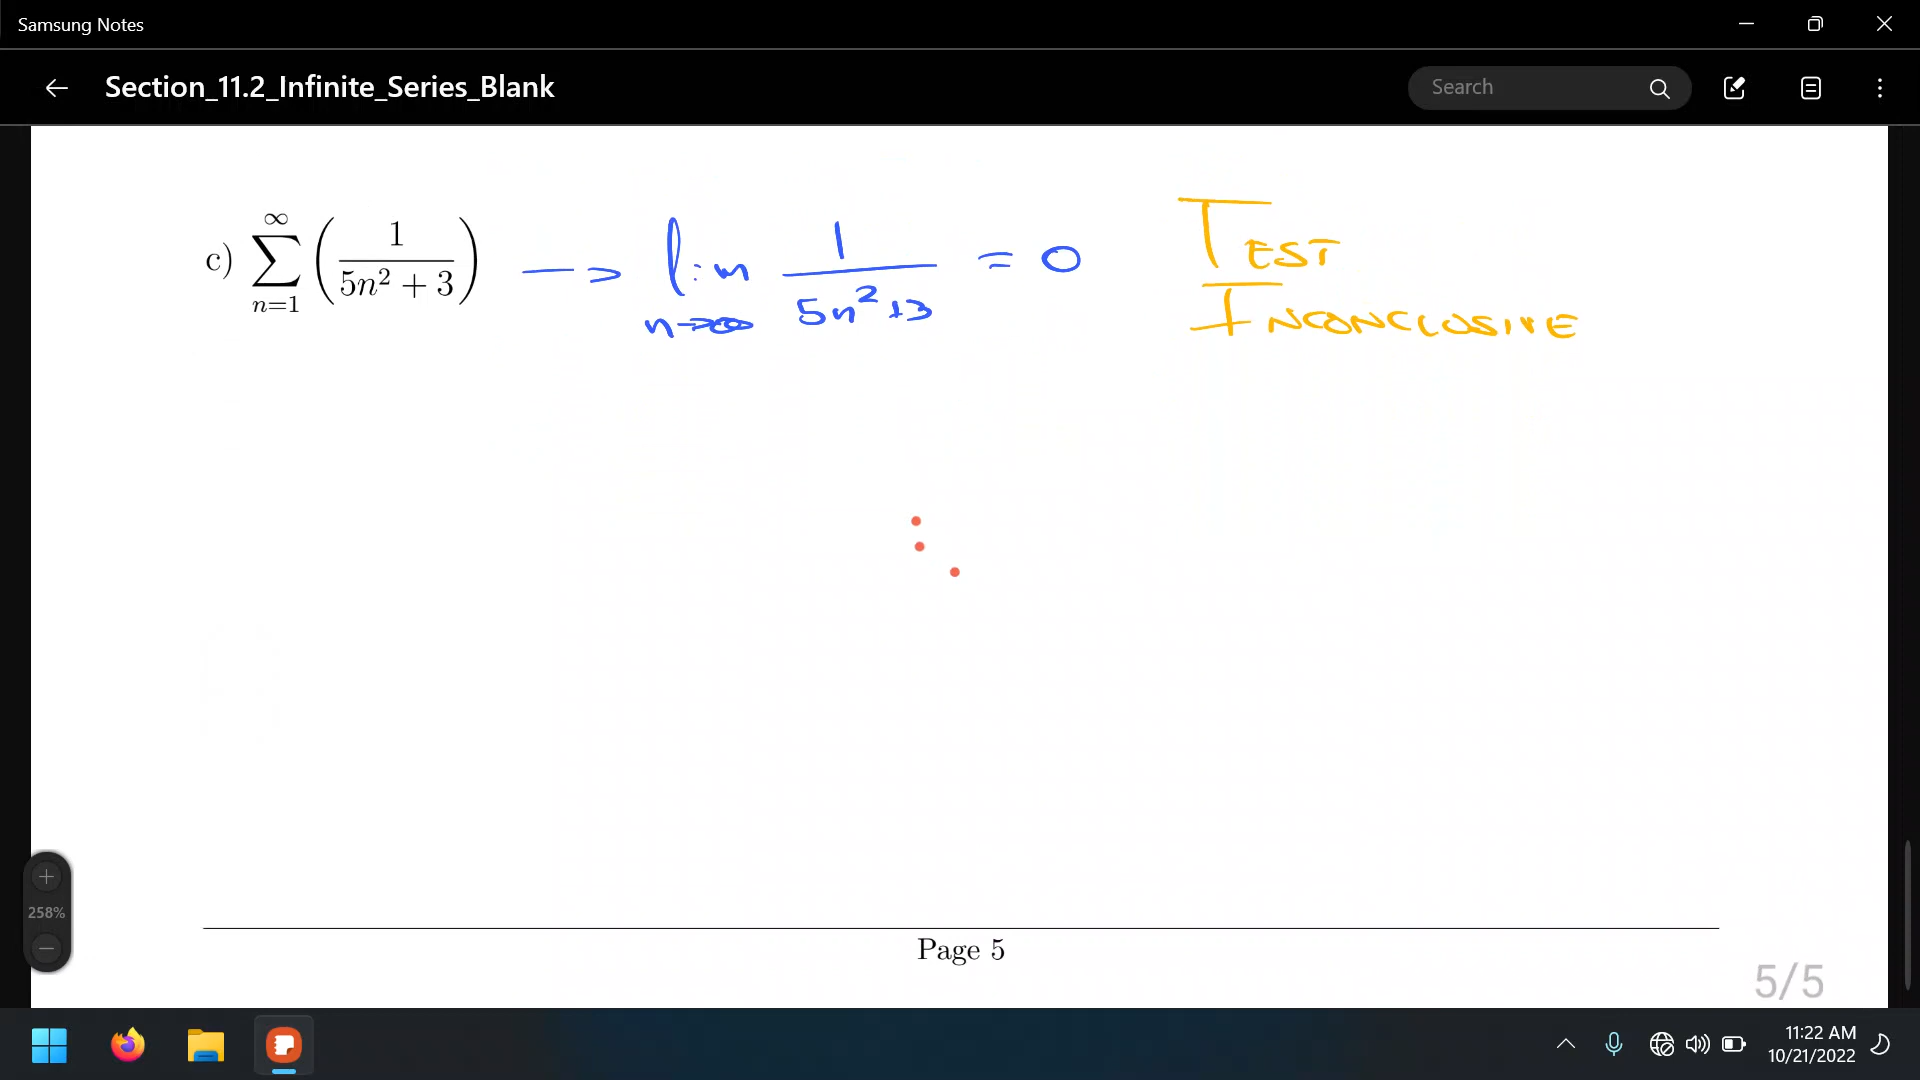 Samsung Notes
Section_11.2_Infinite_Series_Blank
Search
c) ∞ ∑ n=1 ( 1 / 5n² + 3 ) —> lim n→∞ 1 / 5n²+3 = 0
TEST
INCONCLUSIVE
258%
Page 5
5/5
11:22 AM
10/21/2022